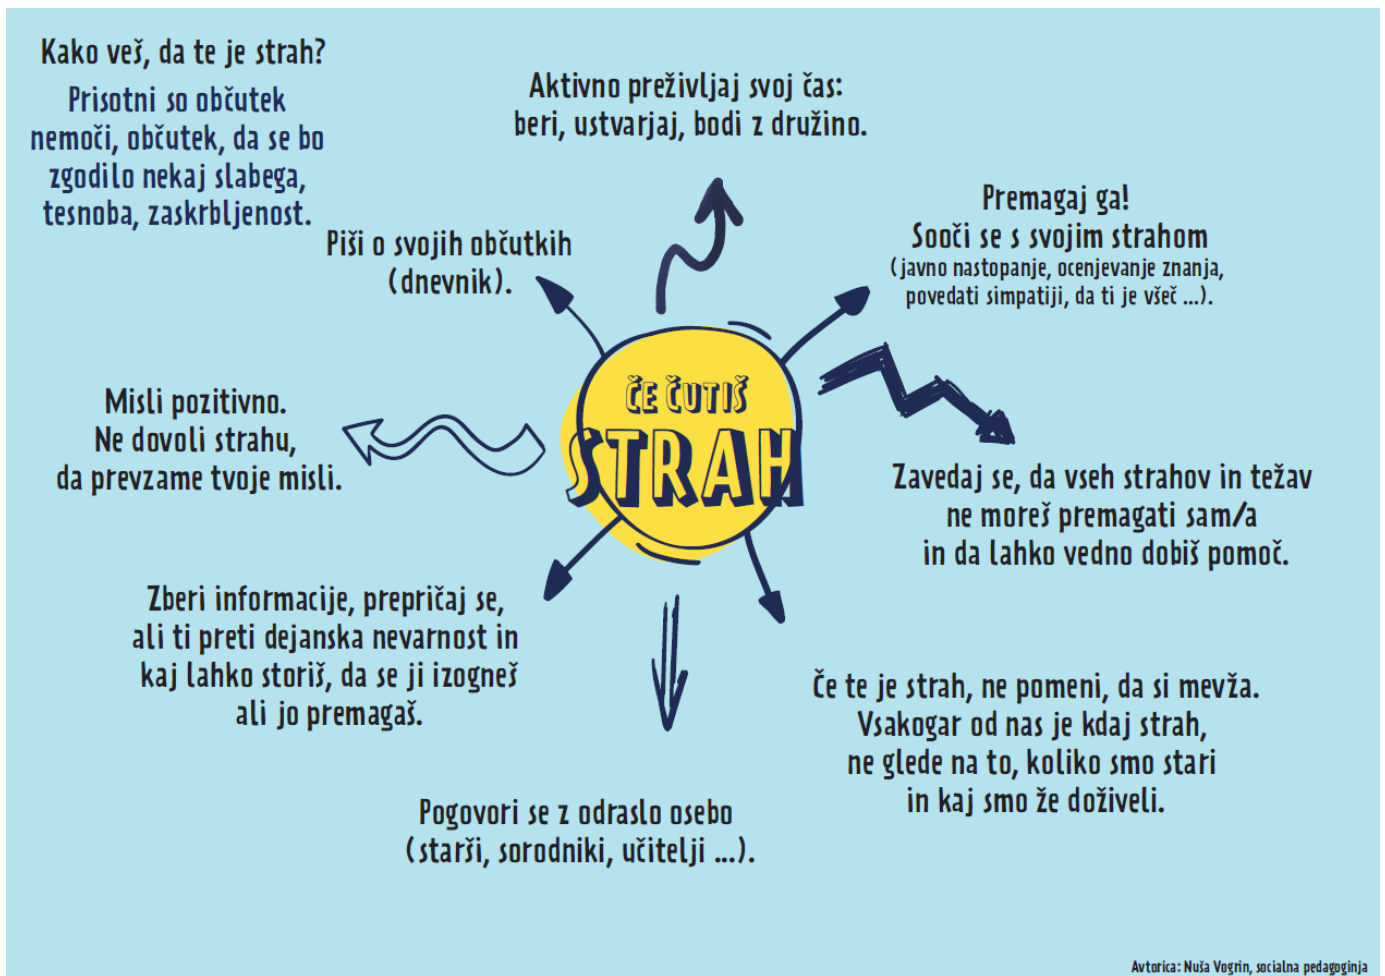 Kako veš, da te je strah?
Prisotni so občutek
nemoči, občutek, da se bo
zgodilo nekaj slabega,
tesnoba, zaskrbljenost.
Aktivno preživljaj svoj čas:
beri, ustvarjaj, bodi z družino.
Premagaj ga!
Sooči se s svojim strahom
(javno nastopanje, ocenjevanje znanja,
povedati simpatiji, da ti je všeč ...).
Piši o svojih občutkih
(dnevnik).
ČE ČUTIŠ
STRAH
Misli pozitivno.
Ne dovoli strahu,
da prevzame tvoje misli.
Zavedaj se, da vseh strahov in težav
ne moreš premagati sam/a
in da lahko vedno dobiš pomoč.
Zberi informacije, prepričaj se,
ali ti preti dejanska nevarnost in
kaj lahko storiš, da se ji izogneš
ali jo premagaš.
Če te je strah, ne pomeni, da si mevža.
Vsakogar od nas je kdaj strah,
ne glede na to, koliko smo stari
in kaj smo že doživeli.
Pogovori se z odraslo osebo
(starši, sorodniki, učitelji ...).
Avtorica: Nuša Vogrin, socialna pedagoginja